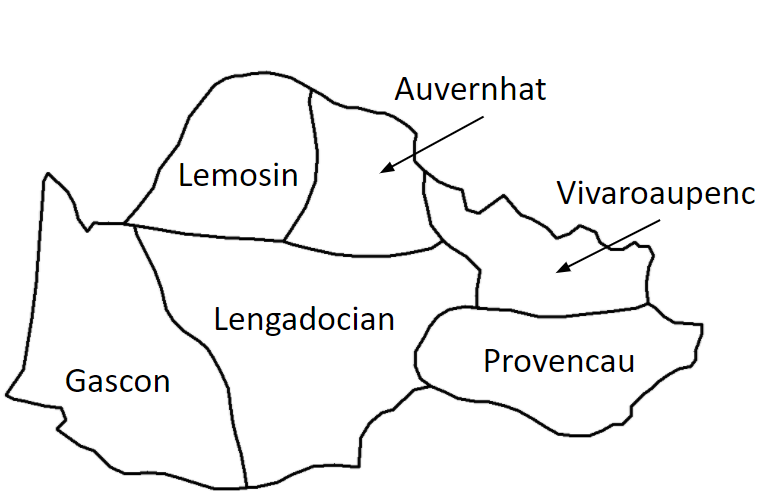 Auvernhat
Lemosin
Vivaroaupenc
Lengadocian
Provencau
Gascon